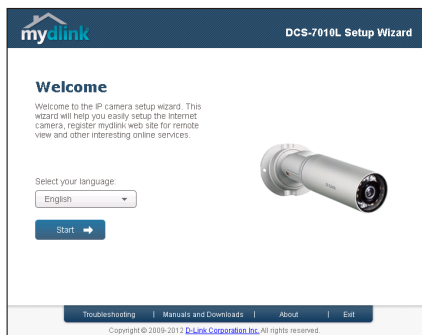 mydlink
DCS-7010L Setup Wizard
Welcome
Welcome to the IP camera setup wizard. This
wizard will help you easily setup the Internet
camera, register mydlink web site for remote
view and other interesting online services.
D-Link
Select your language:
English
Start
Troubleshooting | Manuals and Downloads | About | Exit
Copyright © 2009-2012 D-Link Corporation Inc. All rights reserved.